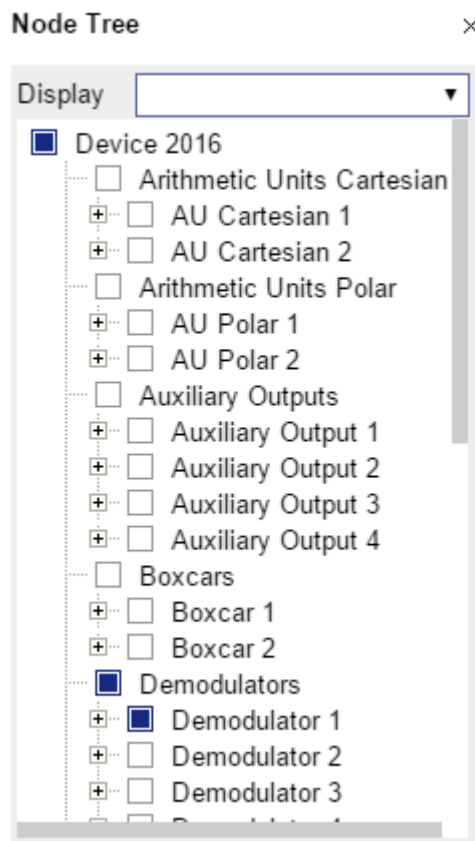 Node Tree
Display
Device 2016
Arithmetic Units Cartesian
AU Cartesian 1
AU Cartesian 2
Arithmetic Units Polar
AU Polar 1
AU Polar 2
Auxiliary Outputs
Auxiliary Output 1
Auxiliary Output 2
Auxiliary Output 3
Auxiliary Output 4
Boxcars
Boxcar 1
Boxcar 2
Demodulators
Demodulator 1
Demodulator 2
Demodulator 3